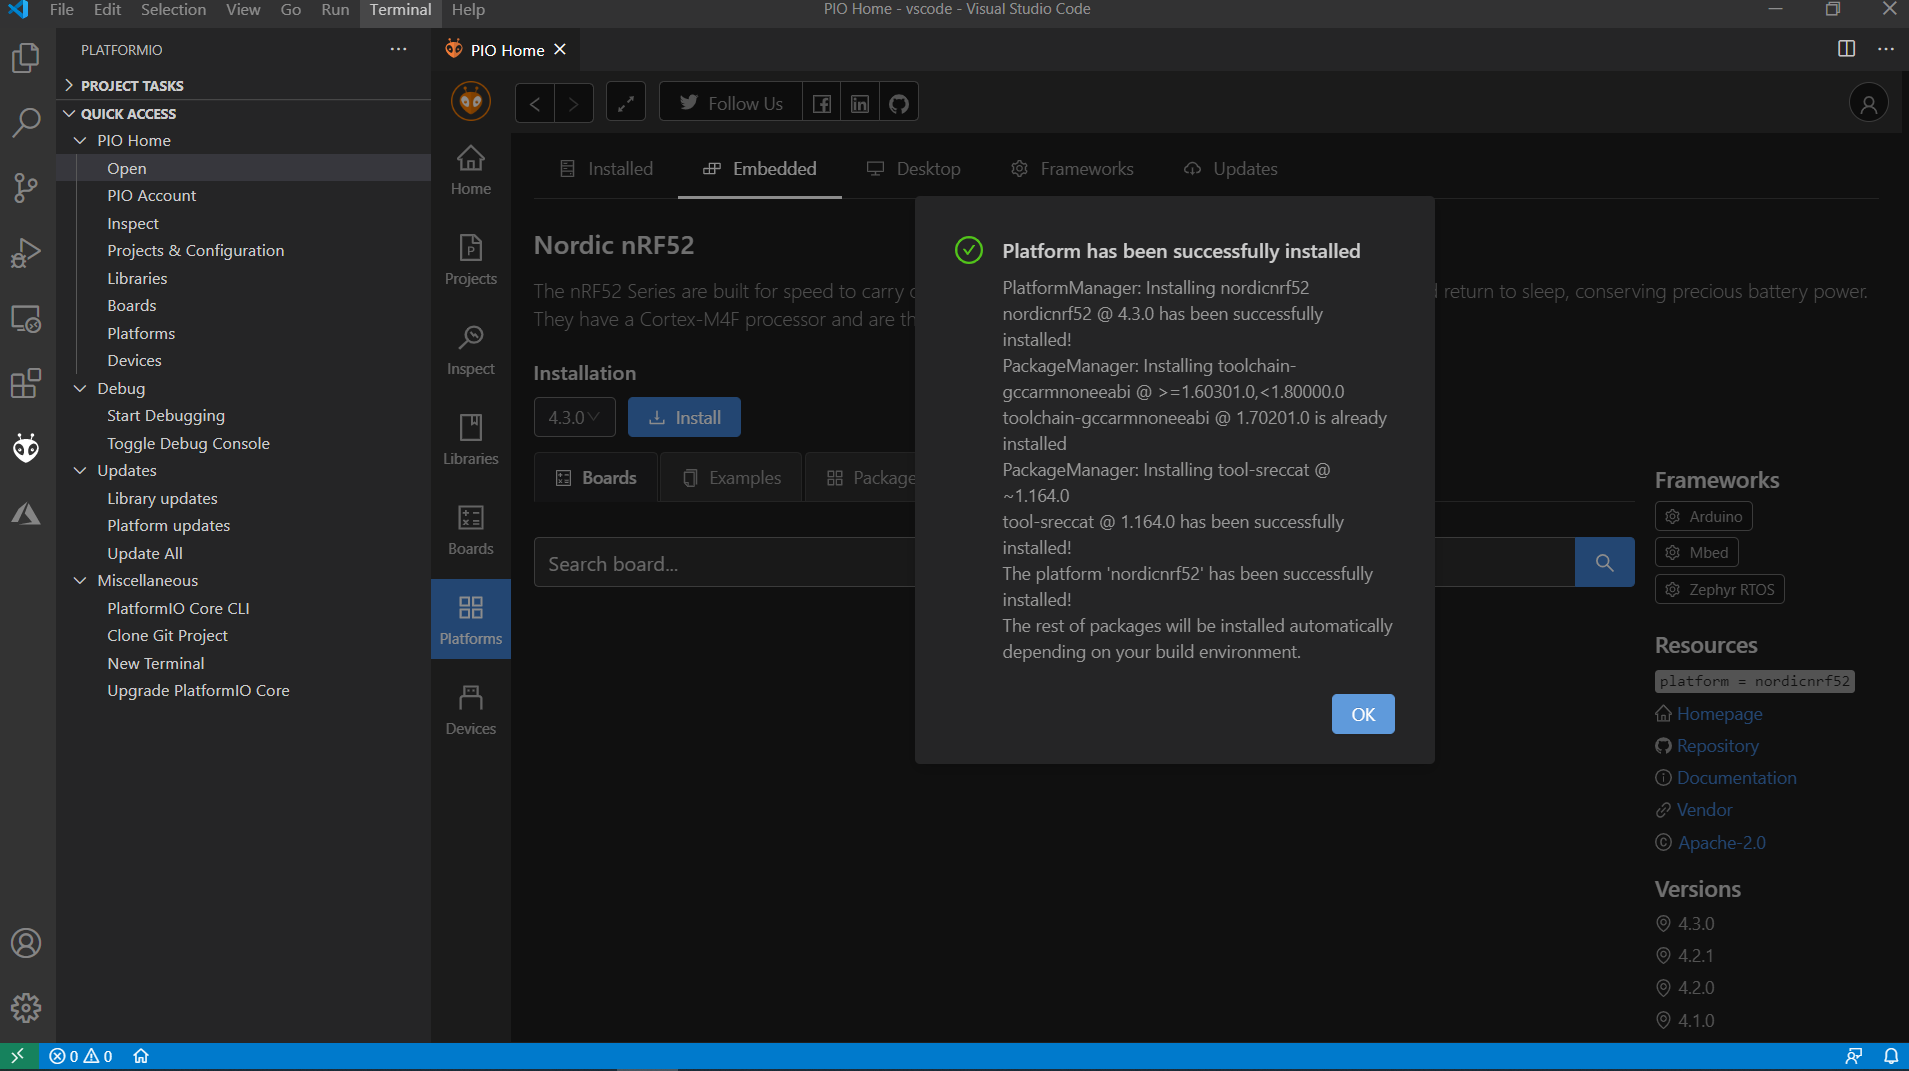 File Edit Selection View Go Run Terminal Help
PIO Home - vscode - Visual Studio Code
PLATFORMIO
PROJECT TASKS
QUICK ACCESS
PIO Home
Open
PIO Account
Inspect
Projects & Configuration
Libraries
Boards
Platforms
Devices
Debug
Start Debugging
Toggle Debug Console
Updates
Library updates
Platform updates
Update All
Miscellaneous
PlatformIO Core CLI
Clone Git Project
New Terminal
Upgrade PlatformIO Core
PIO Home
Follow Us
Home
Projects
Inspect
Libraries
Boards
Platforms
Devices
Installed Embedded Desktop Frameworks Updates
Nordic nRF52
The nRF52 Series are built for speed to carry
return to sleep, conserving precious battery power.
They have a Cortex-M4F processor and are
Installation
4.3.0 Install
Boards Examples Package
Search board...
Platform has been successfully installed
PlatformManager: Installing nordicnrf52
nordicnrf52 @ 4.3.0 has been successfully
installed!
PackageManager: Installing toolchain-
gccarmnoneeabi @ >=1.60301.0,<1.80000.0
toolchain-gccarmnoneeabi @ 1.70201.0 is already
installed
PackageManager: Installing tool-sreccat @
~1.164.0
tool-sreccat @ 1.164.0 has been successfully
installed!
The platform 'nordicnrf52' has been successfully
installed!
The rest of packages will be installed automatically
depending on your build environment.
OK
Frameworks
Arduino
Mbed
Zephyr RTOS
Resources
platform = nordicnrf52
Homepage
Repository
Documentation
Vendor
Apache-2.0
Versions
4.3.0
4.2.1
4.2.0
4.1.0
0 0